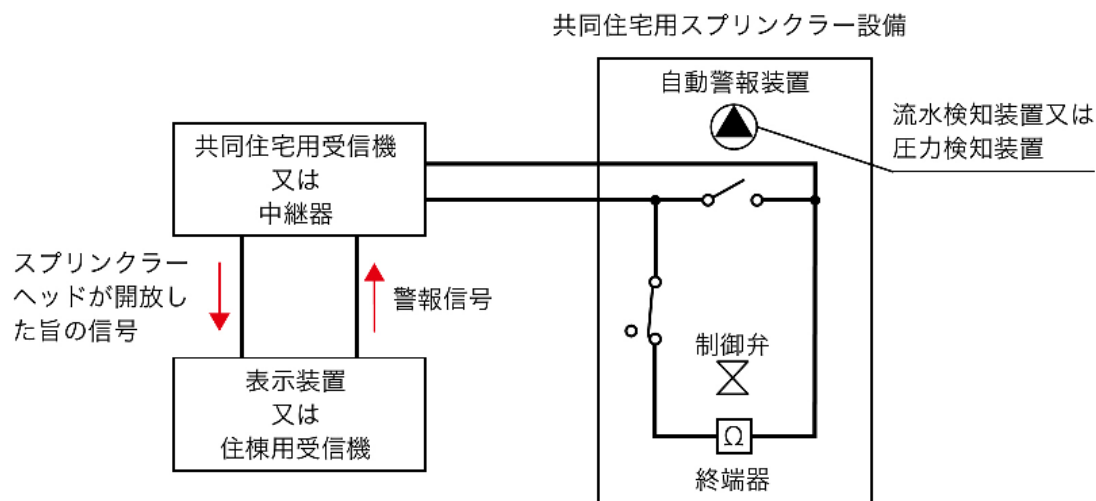 共同住宅用スプリンクラー設備
自動警報装置
流水検知装置又は
圧力検知装置
共同住宅用受信機
又は
中継器
スプリンクラー
ヘッドが開放し
た旨の信号
警報信号
制御弁
表示装置
又は
住棟用受信機
Ω
終端器